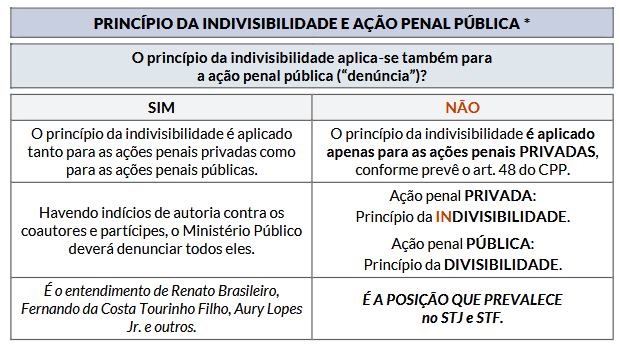 PRINCÍPIO DA INDIVISIBILIDADE E AÇÃO PENAL PÚBLICA *
O princípio da indivisibilidade aplica-se também para
a ação penal pública (“denúncia”)?
SIM
NÃO
O princípio da indivisibilidade é aplicado
tanto para as ações penais privadas como
para as ações penais públicas.
O princípio da indivisibilidade é aplicado
apenas para as ações penais PRIVADAS,
conforme prevê o art. 48 do CPP.
Havendo indícios de autoria contra os
coautores e partícipes, o Ministério Público
deverá denunciar todos eles.
Ação penal PRIVADA:
Princípio da INDIVISIBILIDADE.
Ação penal PÚBLICA:
Princípio da DIVISIBILIDADE.
É o entendimento de Renato Brasileiro,
Fernando da Costa Tourinho Filho, Aury Lopes
Jr. e outros.
É A POSIÇÃO QUE PREVALECE
no STJ e STF.